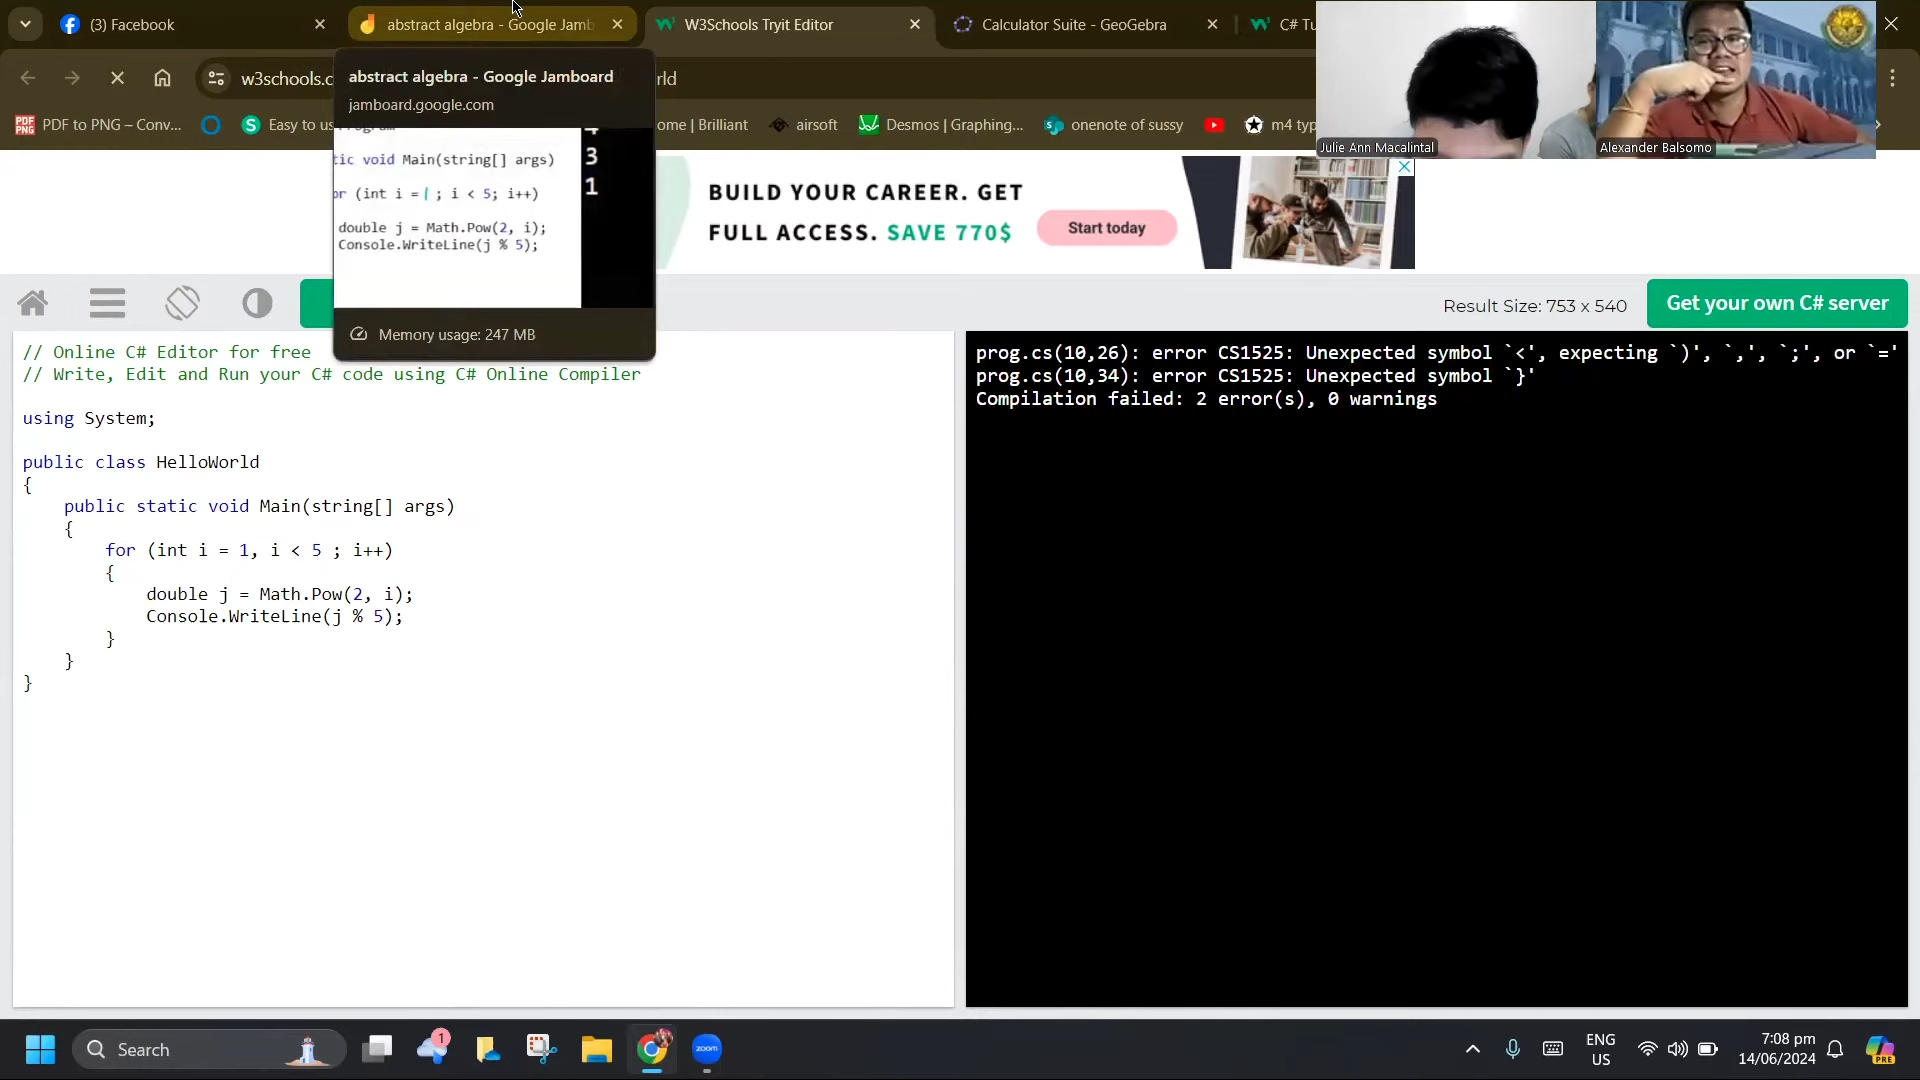 (3) Facebook
abstract algebra - Google Jamb
W3Schools Tryit Editor
Calculator Suite - GeoGebra
C# Tu
w3schools.c
rld
abstract algebra - Google Jamboard
jamboard.google.com
PDF to PNG – Conv...
Easy to us
ome | Brilliant
airsoft
Desmos | Graphing...
onenote of sussy
m4 typ
Julie Ann Macalintal
Alexander Balsomo
tic void Main(string[] args)
or (int i = ; i < 5; i++)
double j = Math.Pow(2, i);
Console.WriteLine(j % 5);
3
1
Memory usage: 247 MB
BUILD YOUR CAREER. GET
FULL ACCESS. SAVE 770$
Start today
Result Size: 753 x 540
Get your own C# server
// Online C# Editor for free
// Write, Edit and Run your C# code using C# Online Compiler
using System;
public class HelloWorld
{
public static void Main(string[] args)
{
for (int i = 1, i < 5 ; i++)
{
double j = Math.Pow(2, i);
Console.WriteLine(j % 5);
}
}
}
prog.cs(10,26): error CS1525: Unexpected symbol `<', expecting `)', `,', `;', or `='
prog.cs(10,34): error CS1525: Unexpected symbol `}'
Compilation failed: 2 error(s), 0 warnings
Search
1
zoom
ENG
US
7:08 pm
14/06/2024
PRE